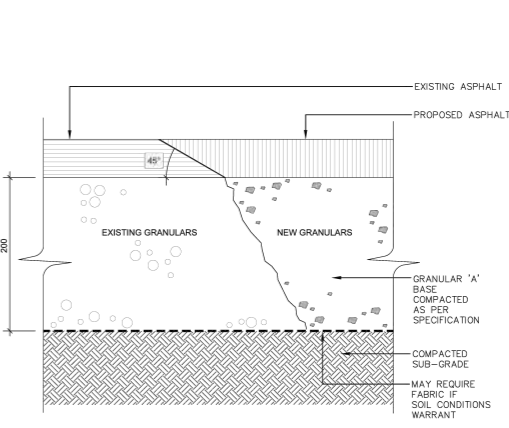 EXISTING ASPHALT
PROPOSED ASPHALT
45°
200
EXISTING GRANULARS
NEW GRANULARS
GRANULAR 'A'
BASE
COMPACTED
AS PER
SPECIFICATION
COMPACTED
SUB-GRADE
MAY REQUIRE
FABRIC IF
SOIL CONDITIONS
WARRANT